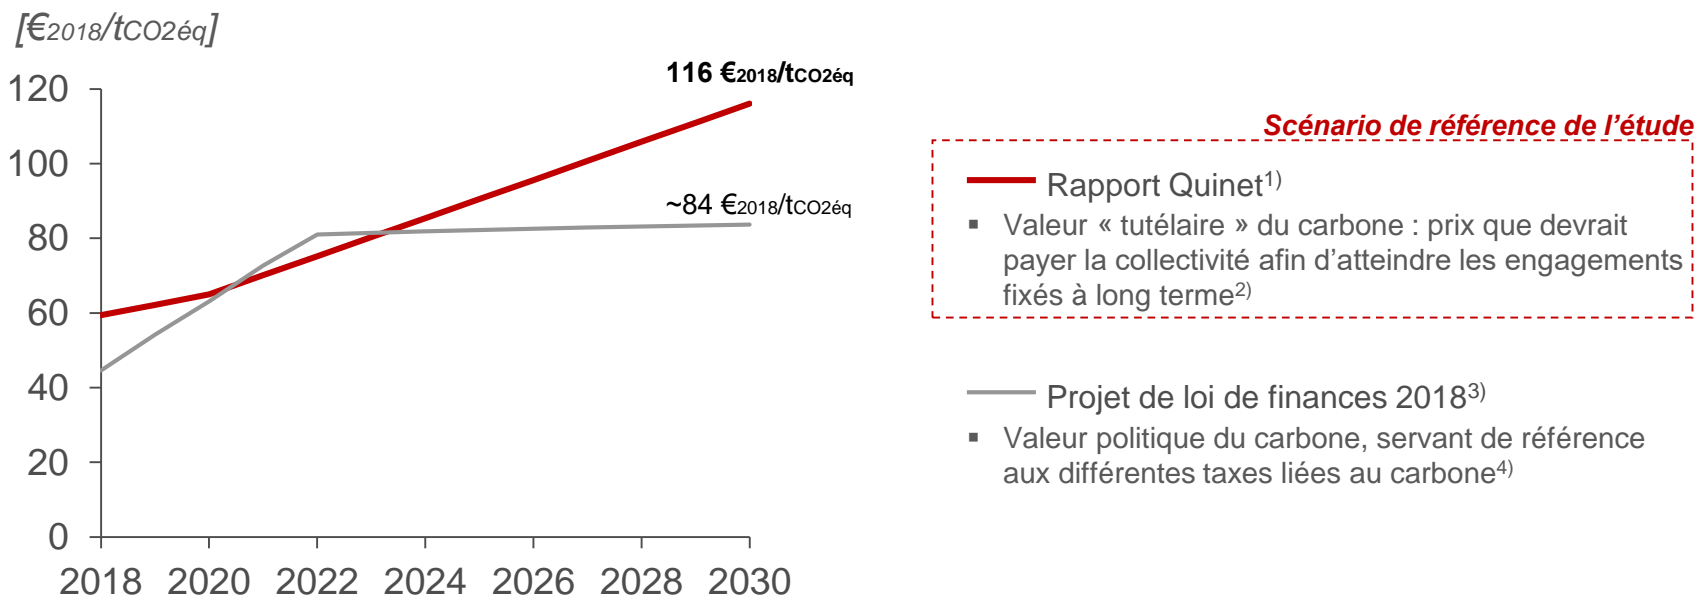 [€2018/tCO2éq]
120
100
80
60
40
20
0
2018 2020 2022 2024 2026 2028 2030
116 €2018/tCO2éq
~84 €2018/tCO2éq
Scénario de référence de l’étude
Rapport Quinet1)
▪ Valeur « tutélaire » du carbone : prix que devrait
payer la collectivité afin d’atteindre les engagements
fixés à long terme2)
Projet de loi de finances 20183)
▪ Valeur politique du carbone, servant de référence
aux différentes taxes liées au carbone4)